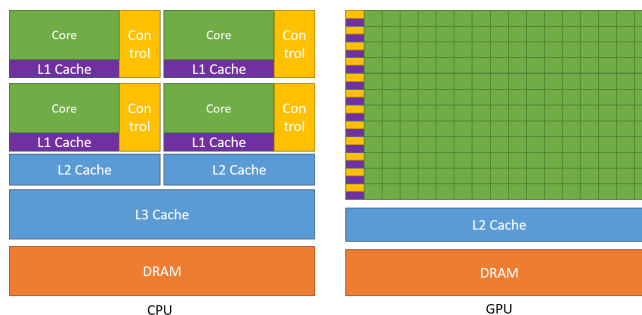 Core
Con
trol
L1 Cache
Core
Con
trol
L1 Cache
Core
Con
trol
L1 Cache
Core
Con
trol
L1 Cache
L2 Cache
L2 Cache
L3 Cache
DRAM
CPU
L2 Cache
DRAM
GPU